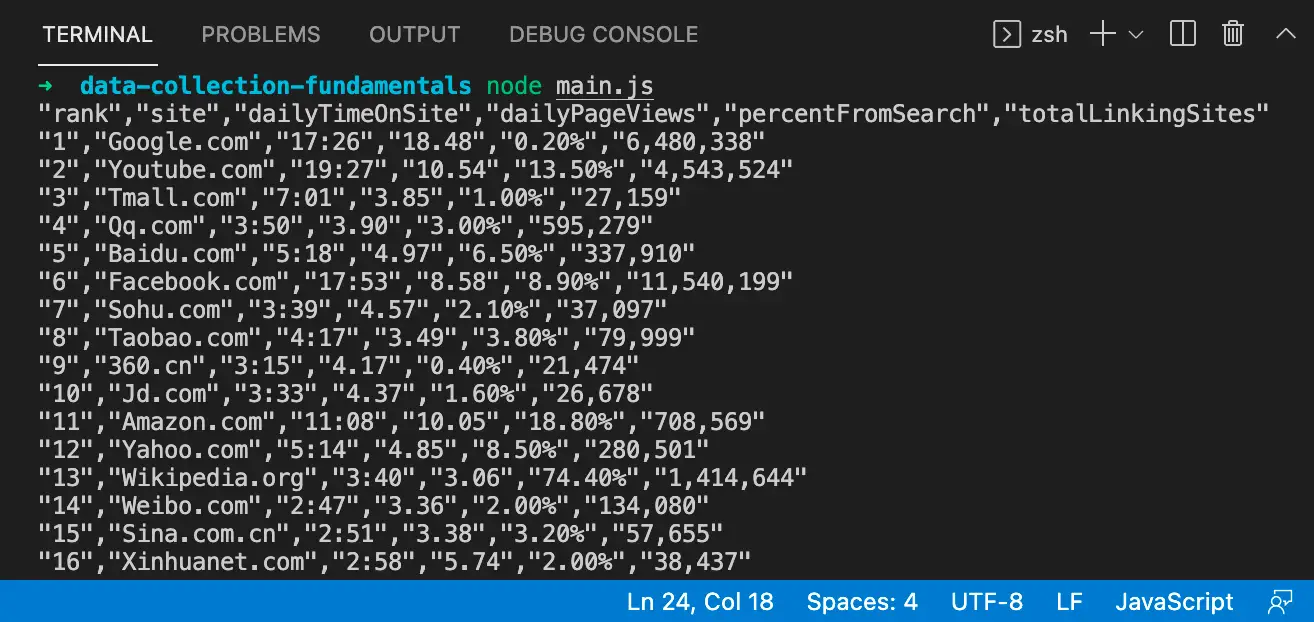 TERMINAL PROBLEMS OUTPUT DEBUG CONSOLE zsh
➜ data-collection-fundamentals node main.js
"rank","site","dailyTimeOnSite","dailyPageViews","percentFromSearch","totalLinkingSites"
"1","Google.com","17:26","18.48","0.20%","6,480,338"
"2","Youtube.com","19:27","10.54","13.50%","4,543,524"
"3","Tmall.com","7:01","3.85","1.00%","27,159"
"4","Qq.com","3:50","3.90","3.00%","595,279"
"5","Baidu.com","5:18","4.97","6.50%","337,910"
"6","Facebook.com","17:53","8.58","8.90%","11,540,199"
"7","Sohu.com","3:39","4.57","2.10%","37,097"
"8","Taobao.com","4:17","3.49","3.80%","79,999"
"9","360.cn","3:15","4.17","0.40%","21,474"
"10","Jd.com","3:33","4.37","1.60%","26,678"
"11","Amazon.com","11:08","10.05","18.80%","708,569"
"12","Yahoo.com","5:14","4.85","8.50%","280,501"
"13","Wikipedia.org","3:40","3.06","74.40%","1,414,644"
"14","Weibo.com","2:47","3.36","2.00%","134,080"
"15","Sina.com.cn","2:51","3.38","3.20%","57,655"
"16","Xinhuanet.com","2:58","5.74","2.00%","38,437"
Ln 24, Col 18 Spaces: 4 UTF-8 LF JavaScript